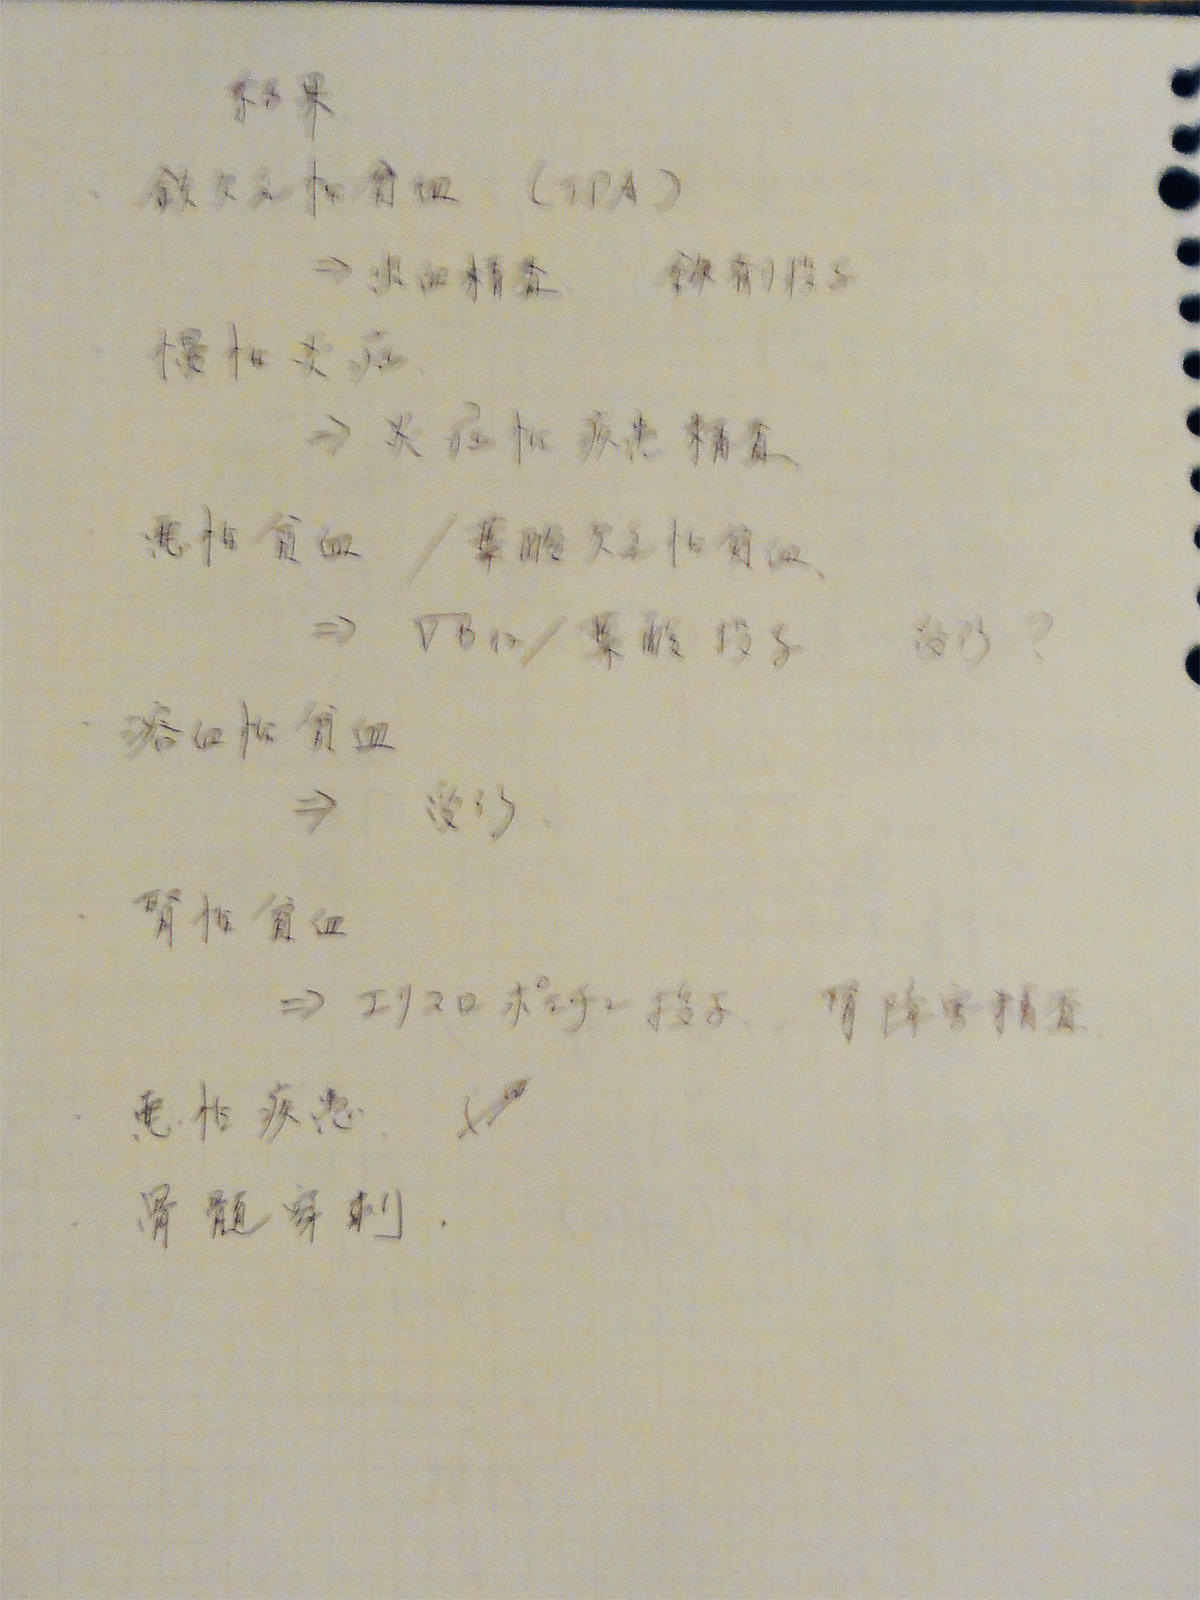 結果
・鉄欠乏性貧血 (IDA)
⇒ 出血精査 鉄剤投与
慢性炎症
⇒ 炎症性疾患精査
悪性貧血 / 葉酸欠乏性貧血
⇒ VB12/葉酸投与
・溶血性貧血
⇒
・腎性貧血
⇒ エリスロポエチン投与 腎障害精査
・悪性疾患
・骨髄穿刺.